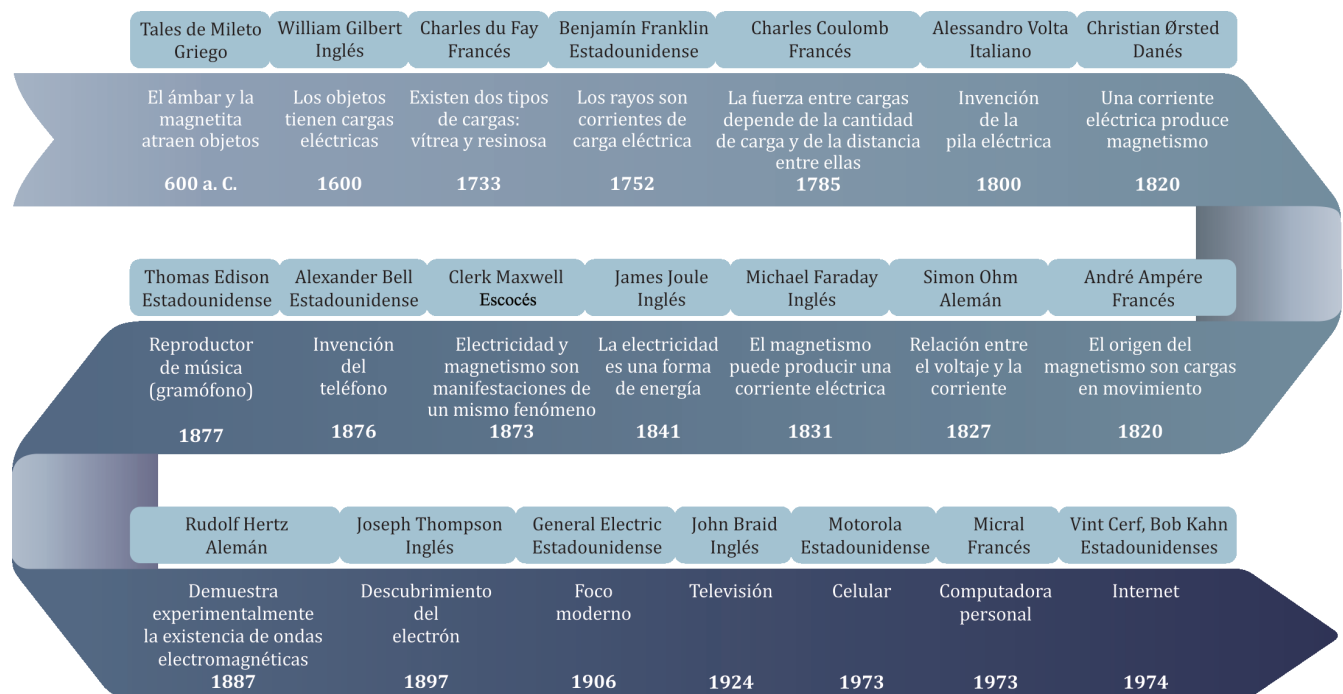 Tales de Mileto
Griego
El ámbar y la
magnetita
atraen objetos
600 a. C.
William Gilbert
Inglés
Los objetos
tienen cargas
eléctricas
1600
Charles du Fay
Francés
Existen dos tipos
de cargas:
vítrea y resinosa
1733
Benjamín Franklin
Estadounidense
Los rayos son
corrientes de
carga eléctrica
1752
Charles Coulomb
Francés
La fuerza entre cargas
depende de la cantidad
de carga y de la distancia
entre ellas
1785
Alessandro Volta
Italiano
Invención
de la
pila eléctrica
1800
Christian Ørsted
Danés
Una corriente
eléctrica produce
magnetismo
1820
André Ampére
Francés
El origen del
magnetismo son cargas
en movimiento
1820
Simon Ohm
Alemán
Relación entre
el voltaje y la
corriente
1827
Michael Faraday
Inglés
El magnetismo
puede producir una
corriente eléctrica
1831
James Joule
Inglés
La electricidad
es una forma
de energía
1841
Clerk Maxwell
Escocés
Electricidad y
magnetismo son
manifestaciones de
un mismo fenómeno
1873
Alexander Bell
Estadounidense
Invención
del
teléfono
1876
Thomas Edison
Estadounidense
Reproductor
de música
(gramófono)
1877
Rudolf Hertz
Alemán
Demuestra
experimentalmente
la existencia de ondas
electromagnéticas
1887
Joseph Thompson
Inglés
Descubrimiento
del
electrón
1897
General Electric
Estadounidense
Foco
moderno
1906
John Braid
Inglés
Televisión
1924
Motorola
Estadounidense
Celular
1973
Micral
Francés
Computadora
personal
1973
Vint Cerf, Bob Kahn
Estadounidenses
Internet
1974